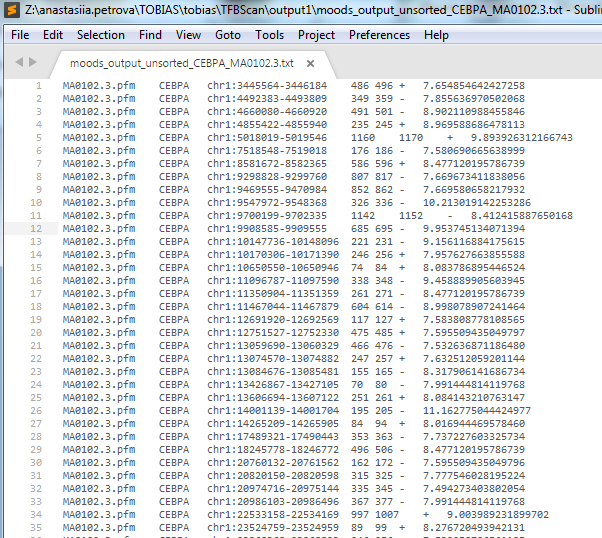 Z:\anastasiia.petrova\TOBIAS\tobias\TFBScan\output1\moods_output_unsorted_CEBPA_MA0102.3.txt - Sublin
File Edit Selection Find View Goto Tools Project Preferences Help
moods_output_unsorted_CEBPA_MA0102.3.txt ×
1 MA0102.3.pfm CEBPA chr1:3445564-3446184 486 496 + 7.654854642427258
2 MA0102.3.pfm CEBPA chr1:4492383-4493809 349 359 - 7.855636970502068
3 MA0102.3.pfm CEBPA chr1:4660080-4660920 491 501 - 8.902110988455846
4 MA0102.3.pfm CEBPA chr1:4855422-4855940 235 245 + 8.969588686478113
5 MA0102.3.pfm CEBPA chr1:5018019-5019546 1160 1170 + 9.893926312166743
6 MA0102.3.pfm CEBPA chr1:7518548-7519018 176 186 - 7.580690665638999
7 MA0102.3.pfm CEBPA chr1:8581672-8582365 586 596 + 8.477120195786739
8 MA0102.3.pfm CEBPA chr1:9298828-9299760 807 817 - 7.669673411838056
9 MA0102.3.pfm CEBPA chr1:9469555-9470984 852 862 - 7.669580658217932
10 MA0102.3.pfm CEBPA chr1:9547972-9548368 326 336 - 10.213019142253286
11 MA0102.3.pfm CEBPA chr1:9700199-9702335 1142 1152 - 8.412415887650168
12 MA0102.3.pfm CEBPA chr1:9908585-9909555 685 695 - 9.953745134071394
13 MA0102.3.pfm CEBPA chr1:10147736-10148096 221 231 - 9.156116884175615
14 MA0102.3.pfm CEBPA chr1:10170306-10171390 246 256 + 7.957627663855588
15 MA0102.3.pfm CEBPA chr1:10650550-10650946 74 84 + 8.083786895446524
16 MA0102.3.pfm CEBPA chr1:11096787-11097590 338 348 - 9.458889905603945
17 MA0102.3.pfm CEBPA chr1:11350904-11351359 261 271 - 8.477120195786739
18 MA0102.3.pfm CEBPA chr1:11467044-11467879 604 614 - 8.998078907241464
19 MA0102.3.pfm CEBPA chr1:12691920-12692569 117 127 + 7.583808778108565
20 MA0102.3.pfm CEBPA chr1:12751527-12752330 475 485 + 7.595509435049797
21 MA0102.3.pfm CEBPA chr1:13059690-13060329 466 476 - 7.532636871186480
22 MA0102.3.pfm CEBPA chr1:13074570-13074882 247 257 + 7.632512059201144
23 MA0102.3.pfm CEBPA chr1:13084676-13085481 155 165 - 8.317906141686734
24 MA0102.3.pfm CEBPA chr1:13426867-13427105 70 80 - 7.991444814119768
25 MA0102.3.pfm CEBPA chr1:13606694-13607122 251 261 + 8.084143210763147
26 MA0102.3.pfm CEBPA chr1:14001139-14001704 195 205 - 11.162775044424977
27 MA0102.3.pfm CEBPA chr1:14265209-14265905 84 94 + 8.016944469578460
28 MA0102.3.pfm CEBPA chr1:17489321-17490443 353 363 - 7.737227603325734
29 MA0102.3.pfm CEBPA chr1:18245778-18246772 496 506 - 8.477120195786739
30 MA0102.3.pfm CEBPA chr1:20760132-20761562 162 172 - 7.595509435049796
31 MA0102.3.pfm CEBPA chr1:20820150-20820598 315 325 - 7.777546028195224
32 MA0102.3.pfm CEBPA chr1:20974716-20975144 335 345 - 7.494273403802054
33 MA0102.3.pfm CEBPA chr1:20986103-20986496 367 377 - 7.991444814119768
34 MA0102.3.pfm CEBPA chr1:22533158-22534169 997 1007 + 9.003989231899702
35 MA0102.3.pfm CEBPA chr1:23524759-23524959 89 99 + 8.276720493942131